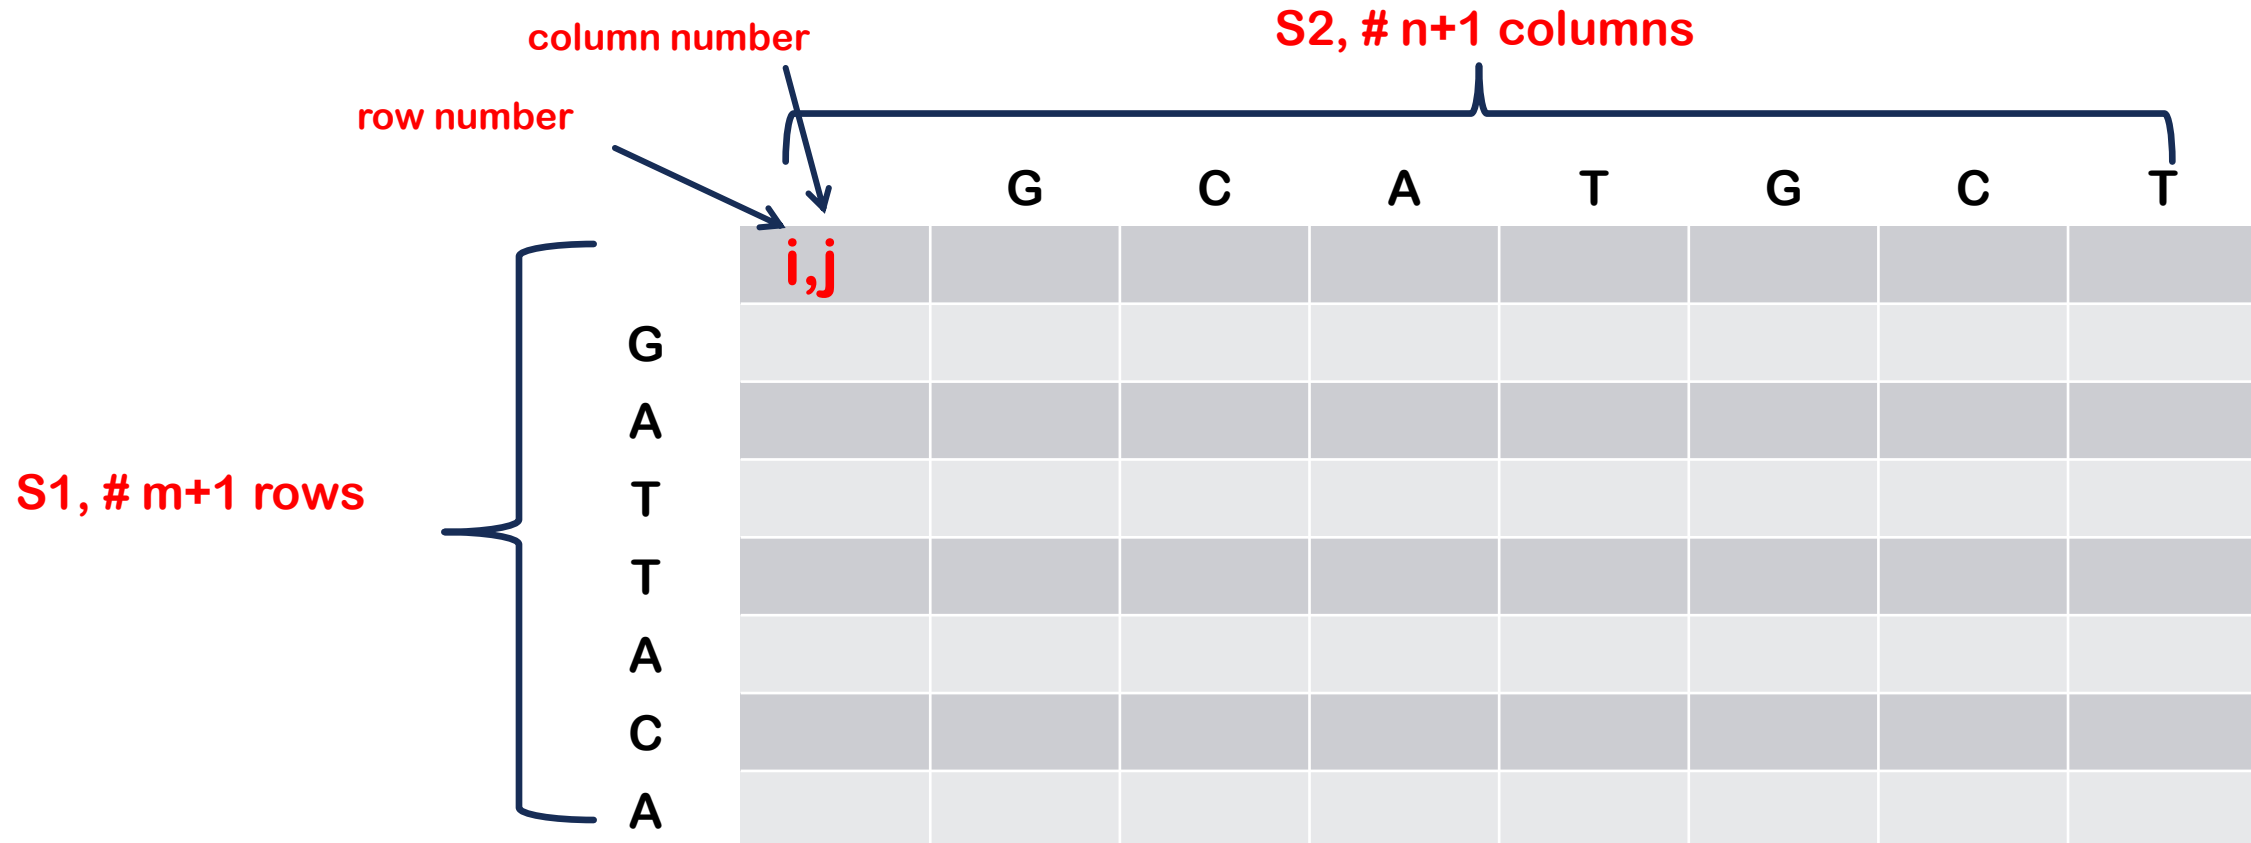 S2, # n+1 columns
column number
row number
G C A T G C T
i,j
G
A
T
S1, # m+1 rows
T
A
C
A